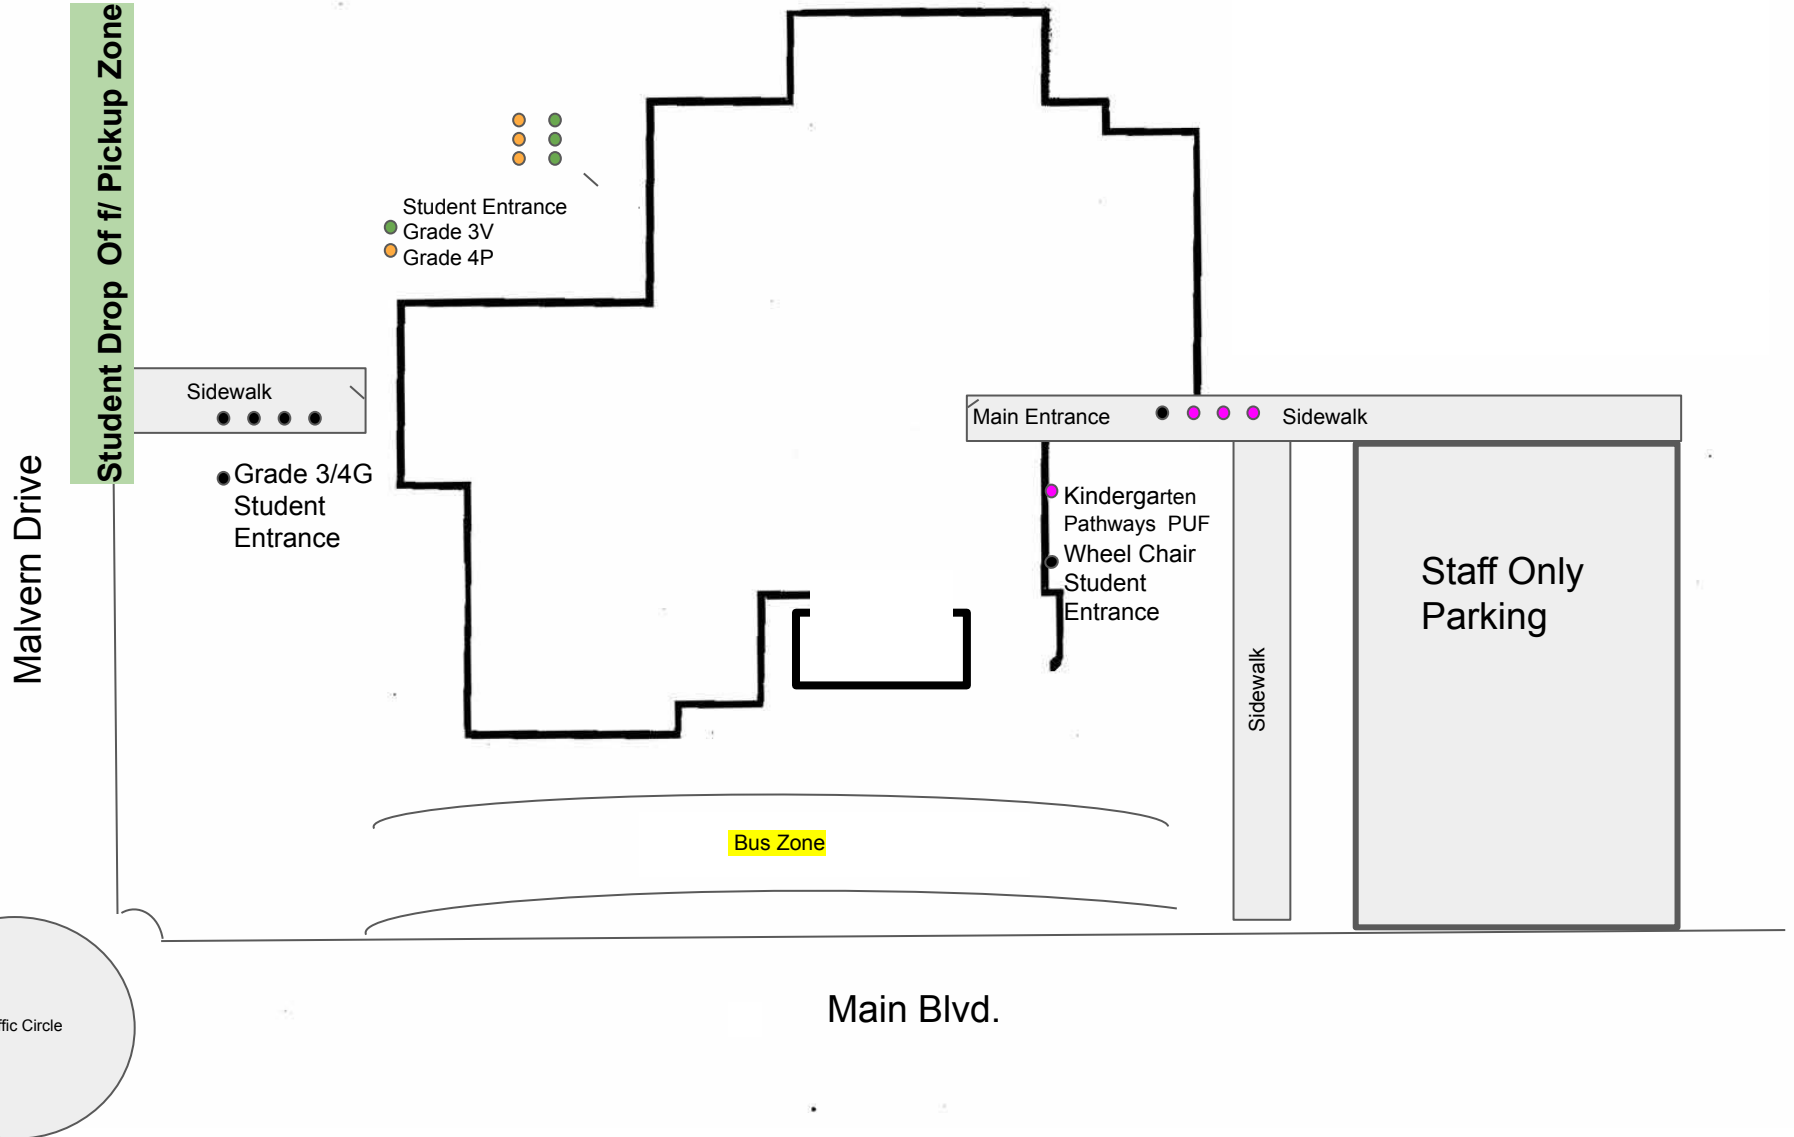 Student Drop Of f/ Pickup Zone
Student Entrance
Grade 3V
Grade 4P
Sidewalk
Grade 3/4G
Student
Entrance
Malvern Drive
Main Entrance
Sidewalk
Kindergarten
Pathways PUF
Wheel Chair
Student
Entrance
Sidewalk
Staff Only
Parking
Bus Zone
Main Blvd.
Circle